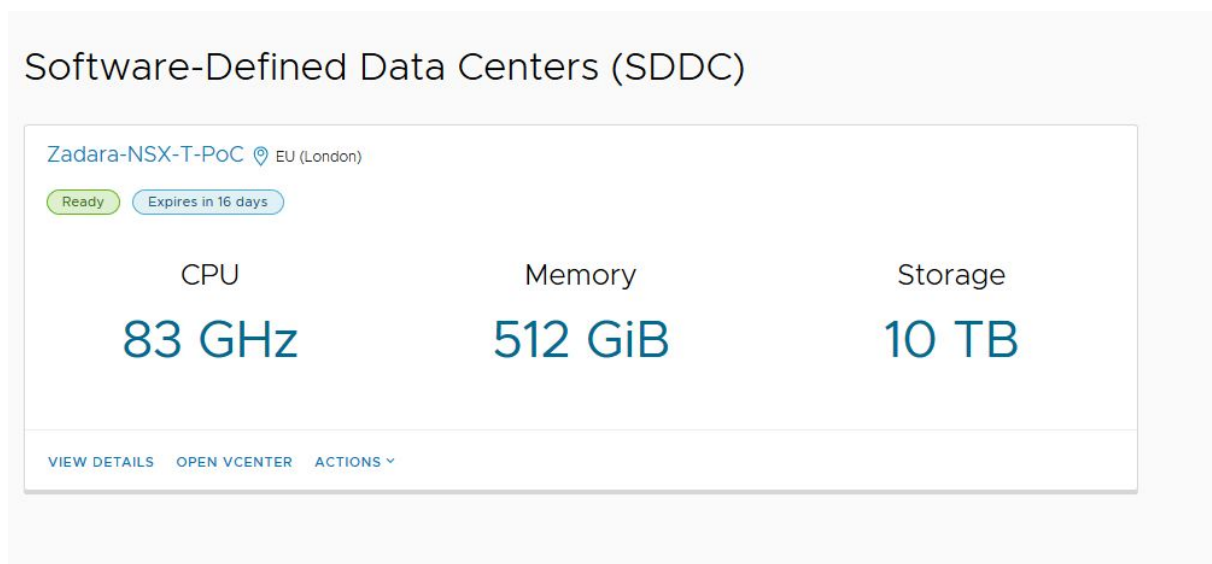 Software-Defined Data Centers (SDDC)
Zadara-NSX-T-PoC EU (London)
Ready Expires in 16 days
CPU Memory Storage
83 GHz 512 GiB 10 TB
VIEW DETAILS OPEN VCENTER ACTIONS